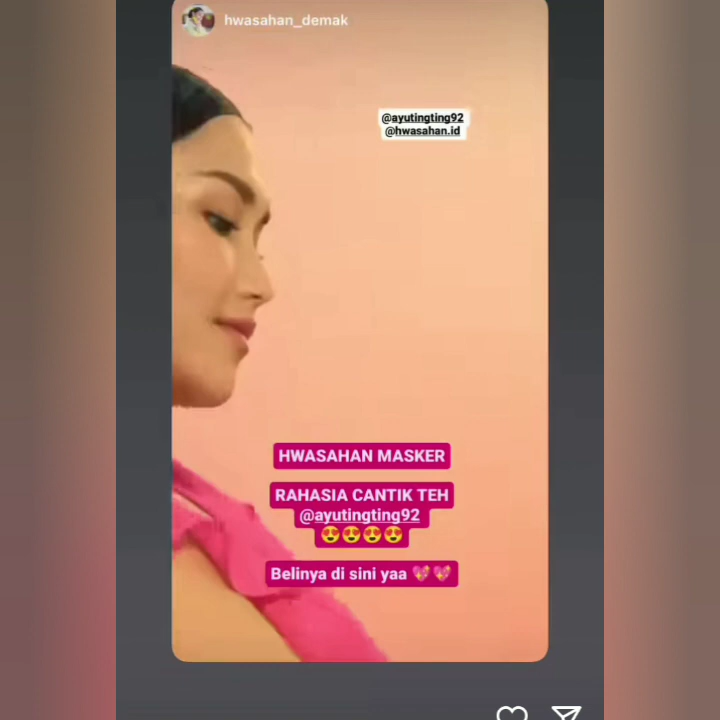 hwasahan_demak
@ayutingting92
@hwasahan.id
HWASAHAN MASKER
RAHASIA CANTIK TEH
@ayutingting92
😍😍😍😍
Belinya di sini yaa 💖💖